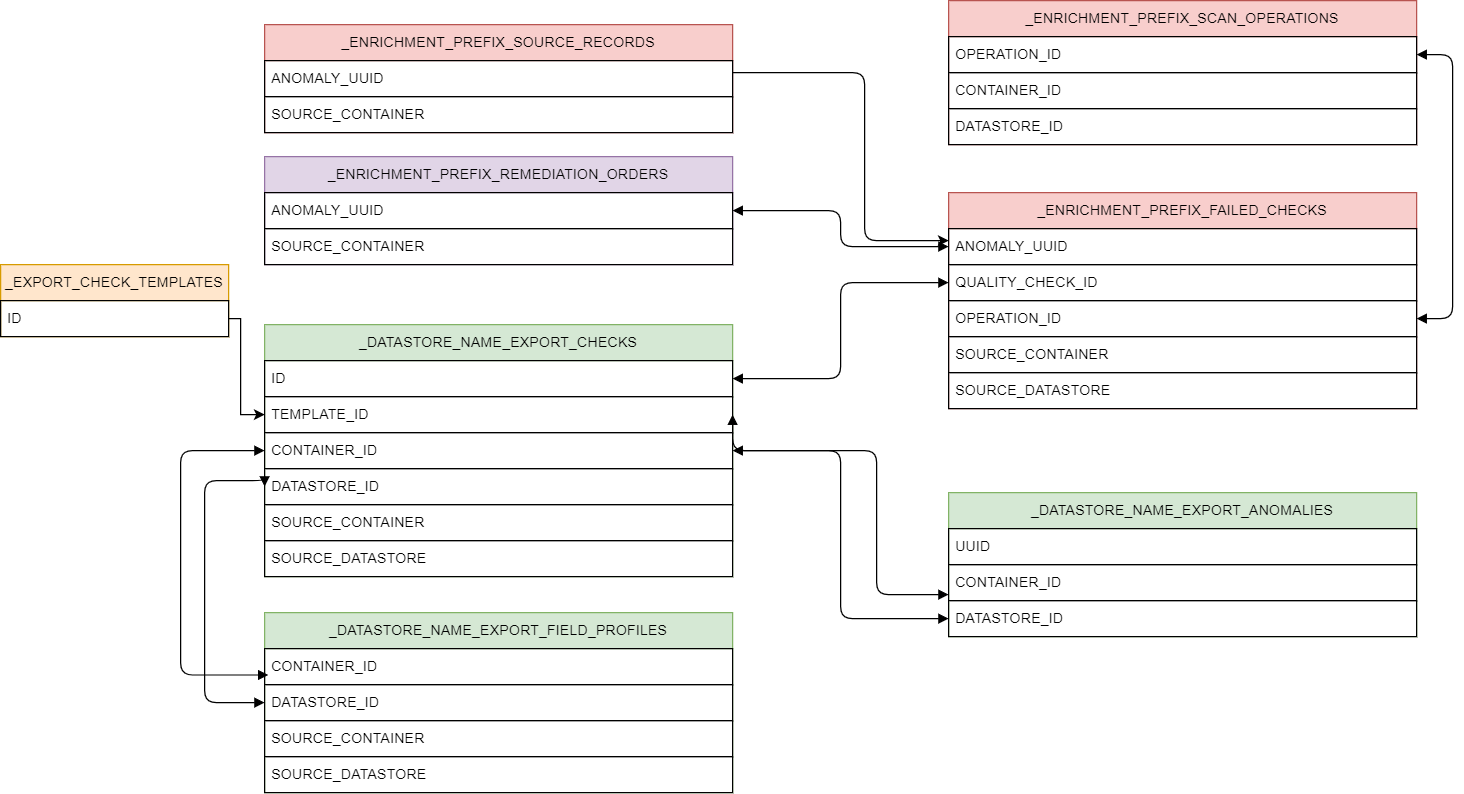 _ENRICHMENT_PREFIX_SOURCE_RECORDS
ANOMALY_UUID
SOURCE_CONTAINER
_ENRICHMENT_PREFIX_SCAN_OPERATIONS
OPERATION_ID
CONTAINER_ID
DATASTORE_ID
_ENRICHMENT_PREFIX_REMEDIATION_ORDERS
ANOMALY_UUID
SOURCE_CONTAINER
_ENRICHMENT_PREFIX_FAILED_CHECKS
ANOMALY_UUID
QUALITY_CHECK_ID
OPERATION_ID
SOURCE_CONTAINER
SOURCE_DATASTORE
_EXPORT_CHECK_TEMPLATES
ID
_DATASTORE_NAME_EXPORT_CHECKS
ID
TEMPLATE_ID
CONTAINER_ID
DATASTORE_ID
SOURCE_CONTAINER
SOURCE_DATASTORE
_DATASTORE_NAME_EXPORT_ANOMALIES
UUID
CONTAINER_ID
DATASTORE_ID
_DATASTORE_NAME_EXPORT_FIELD_PROFILES
CONTAINER_ID
DATASTORE_ID
SOURCE_CONTAINER
SOURCE_DATASTORE